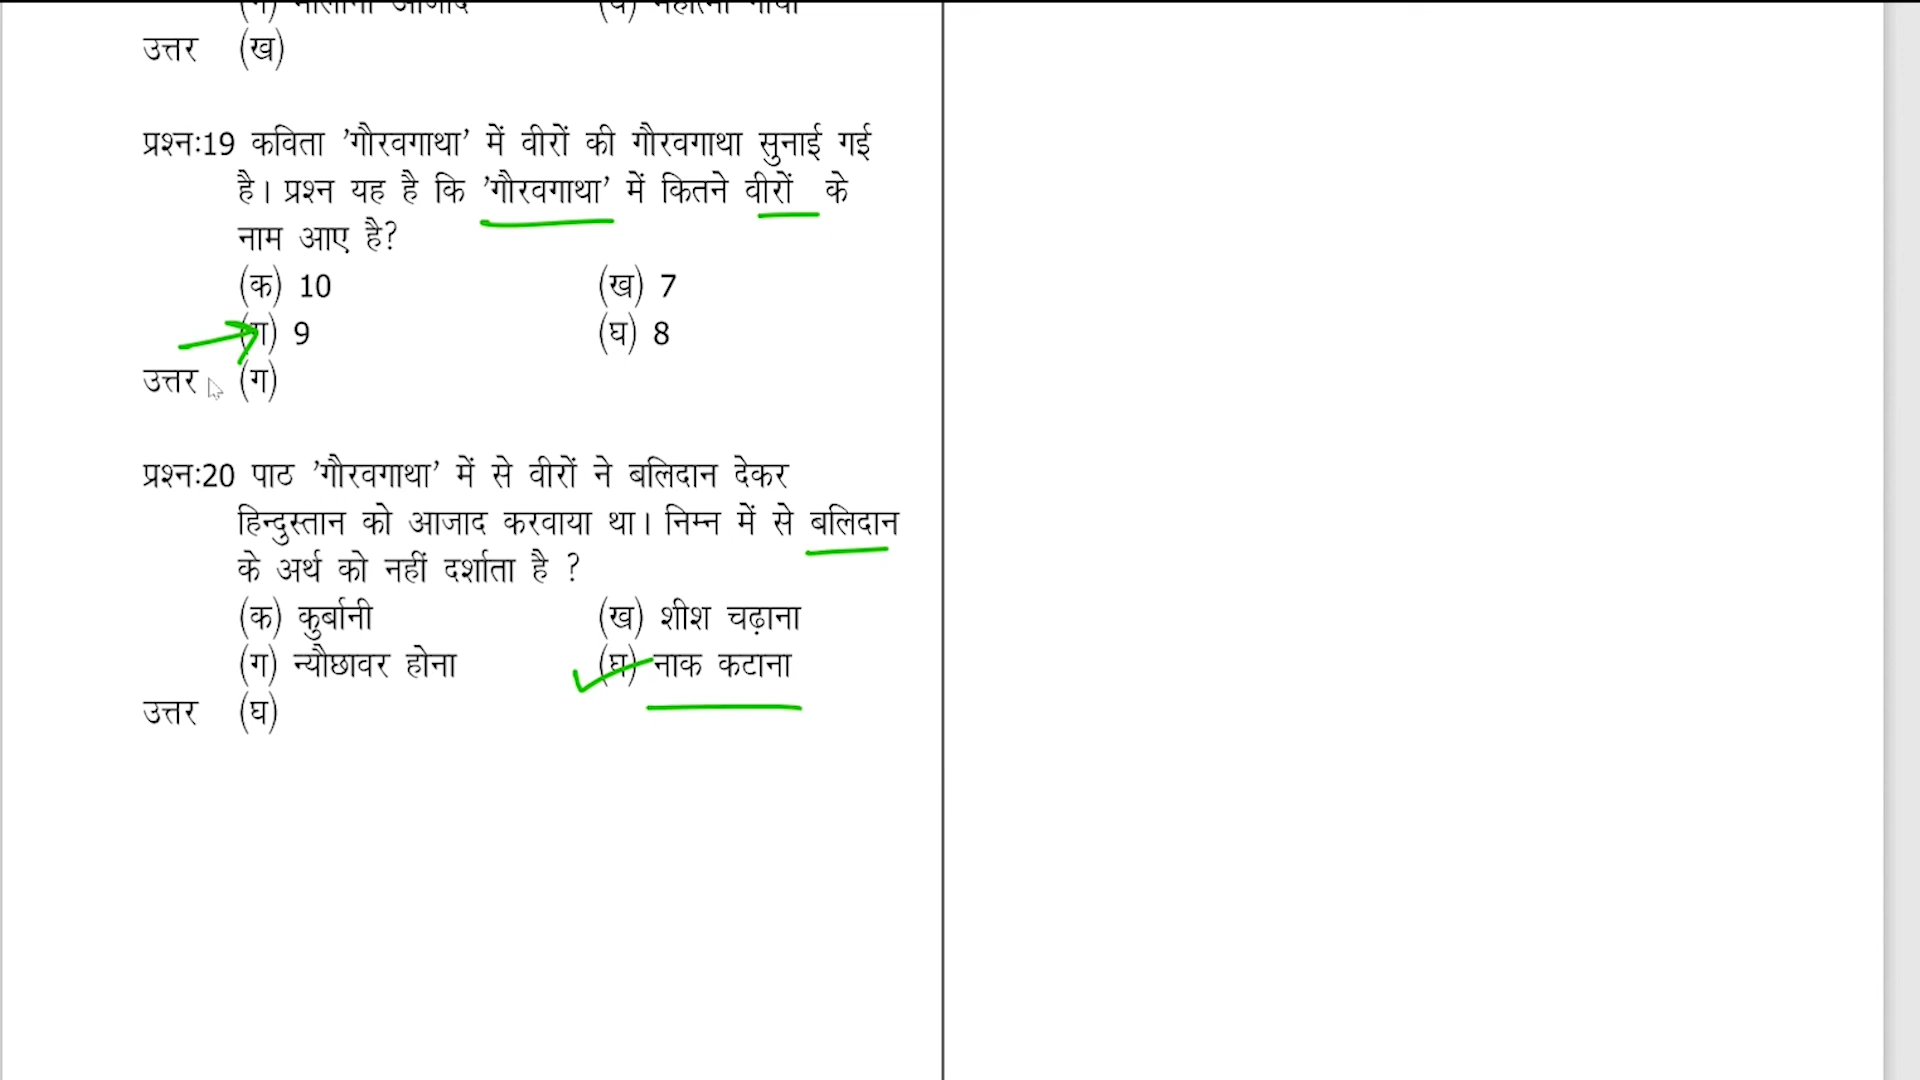 उत्तर (ख)
प्रश्न:19 कविता ’गौरवगाथा’ में वीरों की गौरवगाथा सुनाई गई
है। प्रश्न यह है कि ’गौरवगाथा’ में कितने वीरों के
नाम आए है?
(क) 10 (ख) 7
(ग) 9 (घ) 8
उत्तर (ग)
प्रश्न:20 पाठ ’गौरवगाथा’ में से वीरों ने बलिदान देकर
हिन्दुस्तान को आजाद करवाया था। निम्न में से बलिदान
के अर्थ को नहीं दर्शाता है ?
(क) कुर्बानी (ख) शीश चढ़ाना
(ग) न्यौछावर होना (घ) नाक कटाना
उत्तर (घ)